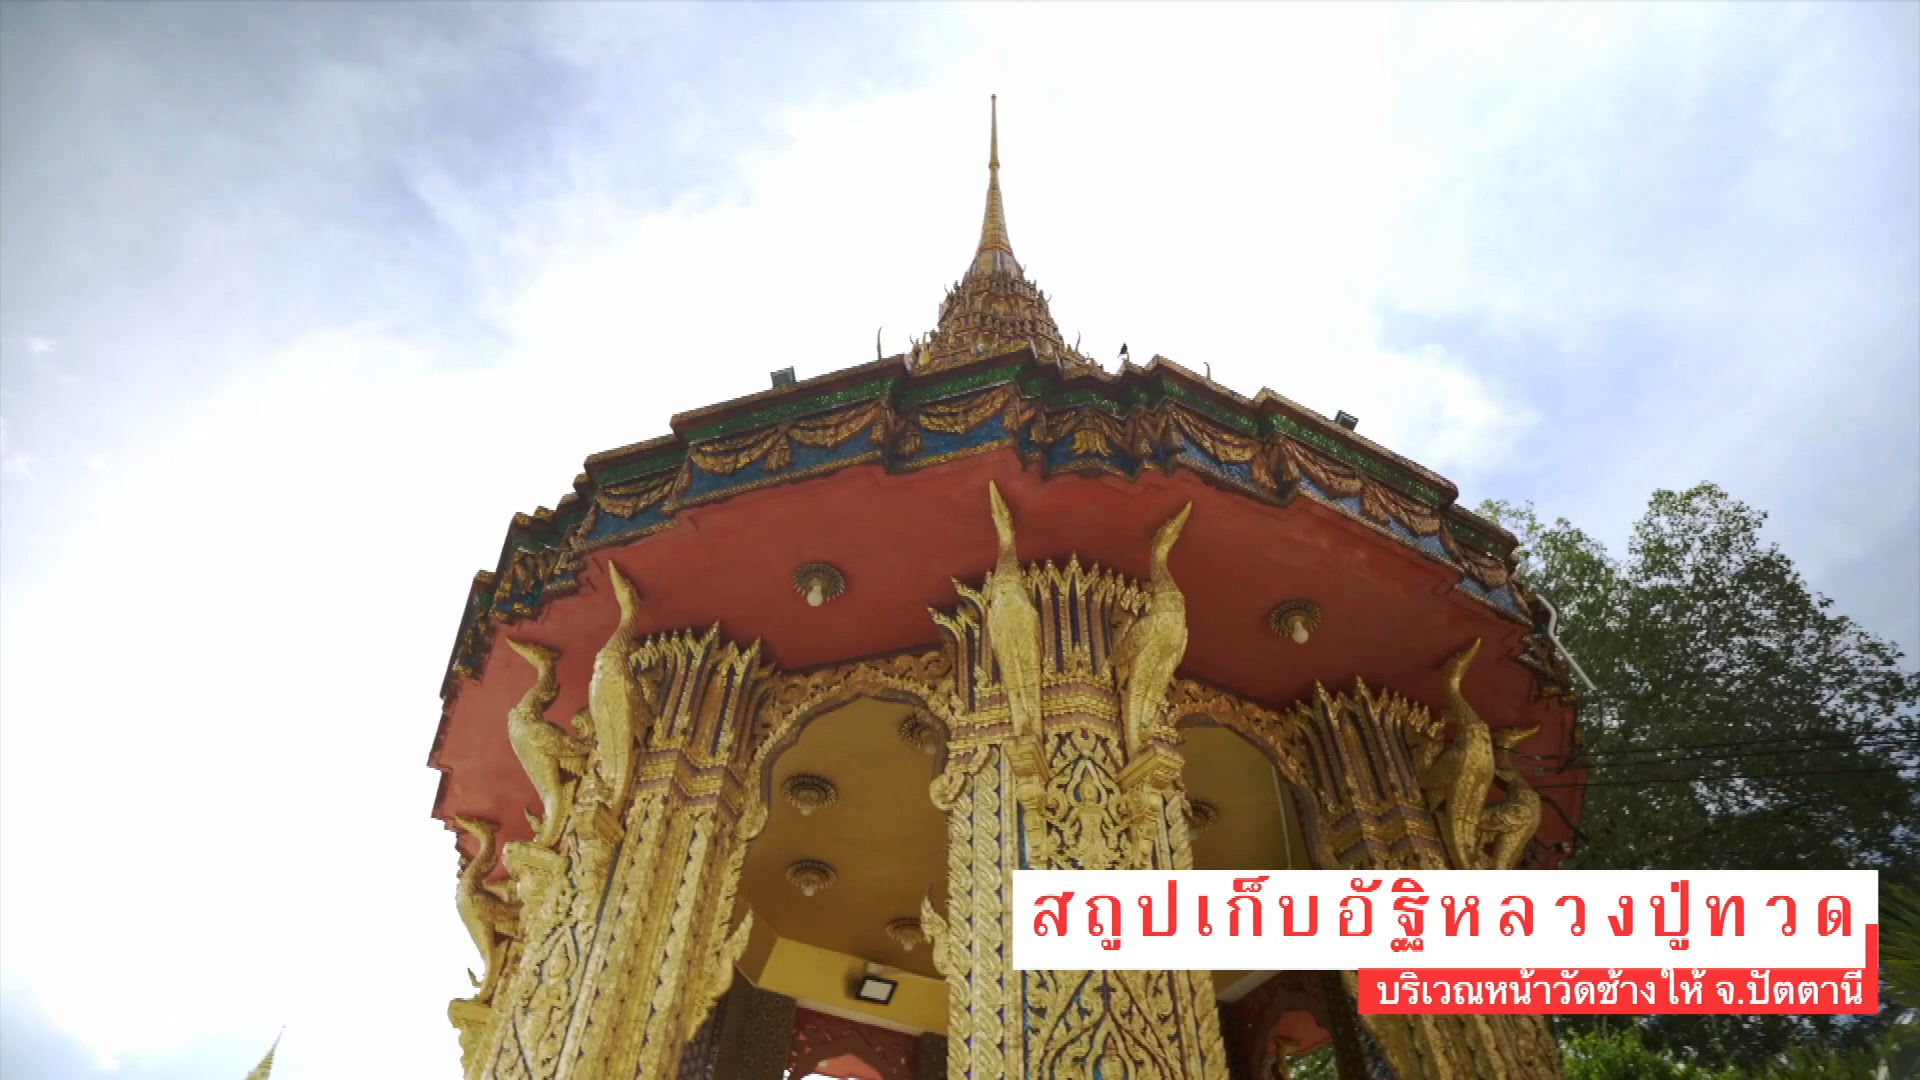 สถูปเก็บอัฐิหลวงปู่ทวด
บริเวณหน้าวัดช้างให้ จ.ปัตตานี